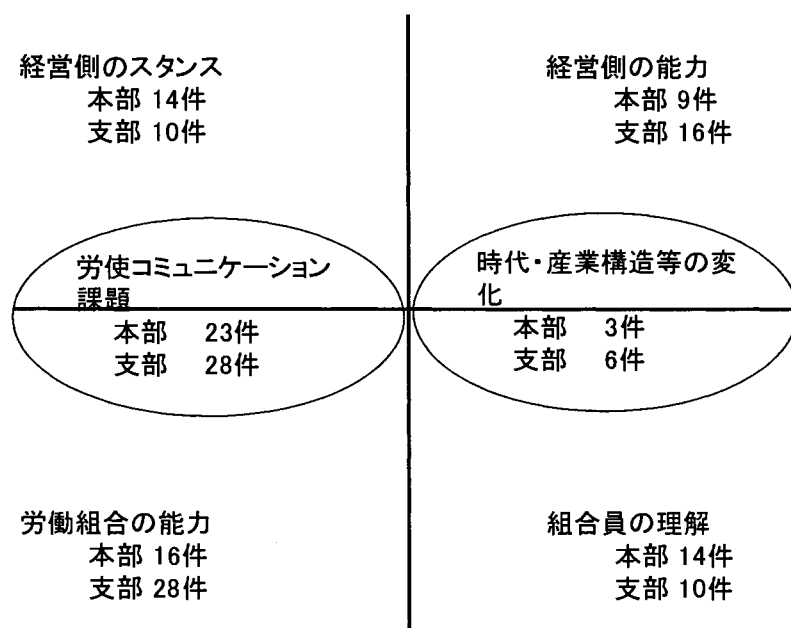 経営側のスタンス
本部 14件
支部 10件
経営側の能力
本部 9件
支部 16件
労使コミュニケーション
課題
本部 23件
支部 28件
時代・産業構造等の変
化
本部 3件
支部 6件
労働組合の能力
本部 16件
支部 28件
組合員の理解
本部 14件
支部 10件